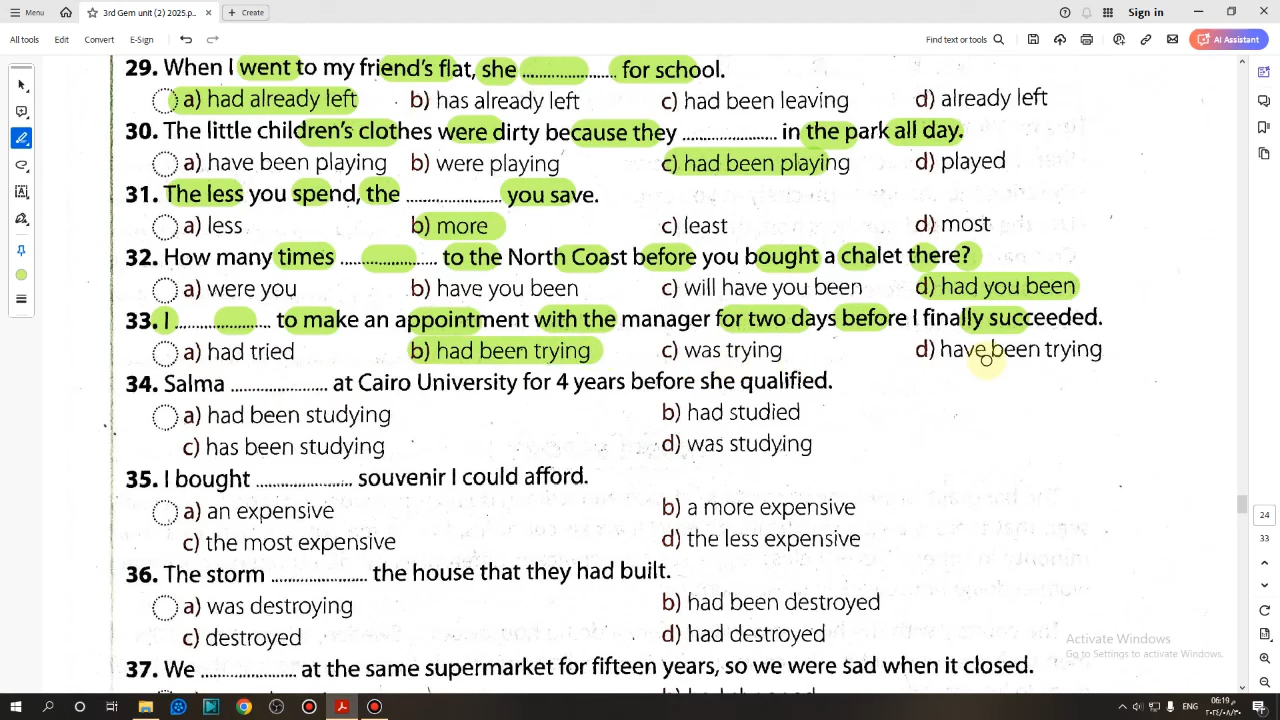 Menu
3rd Gem unit (2) 2025.p...
Create
Sign in
All tools
Edit
Convert
E-Sign
Find text or tools
AI Assistant
29. When I went to my friend's flat, she .................... for school.
a) had already left b) has already left c) had been leaving d) already left
30. The little children's clothes were dirty because they .................... in the park all day.
a) have been playing b) were playing c) had been playing d) played
31. The less you spend, the .................... you save.
a) less b) more c) least d) most
32. How many times .................... to the North Coast before you bought a chalet there?
a) were you b) have you been c) will have you been d) had you been
33. I .................... to make an appointment with the manager for two days before I finally succeeded.
a) had tried b) had been trying c) was trying d) have been trying
34. Salma .................... at Cairo University for 4 years before she qualified.
a) had been studying b) had studied
c) has been studying d) was studying
35. I bought .................... souvenir I could afford.
a) an expensive b) a more expensive
c) the most expensive d) the less expensive
36. The storm .................... the house that they had built.
a) was destroying b) had been destroyed
c) destroyed d) had destroyed
37. We .................... at the same supermarket for fifteen years, so we were sad when it closed.
24
33
Activate Windows
Go to Settings to activate Windows.
ENG
06:19 م